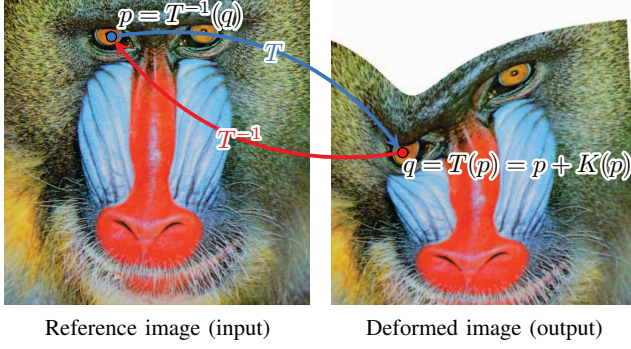 p = T⁻¹(q)
T
T⁻¹
q = T(p) = p + K(p)
Reference image (input)
Deformed image (output)